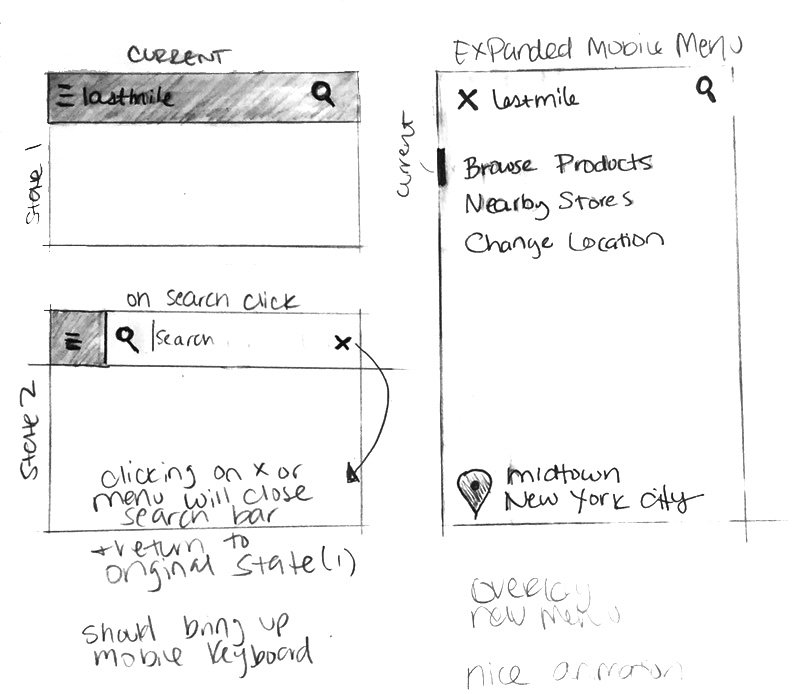 CURRENT
lastmile
State 1
on search click
Search
State 2
clicking on x or
menu will close
search bar
+return to
original state(1)
should bring up
mobile keyboard
Expanded Mobile Menu
lastmile
current
Browse Products
Nearby Stores
Change Location
midtown
New York City
overlay
new menu
nice animation